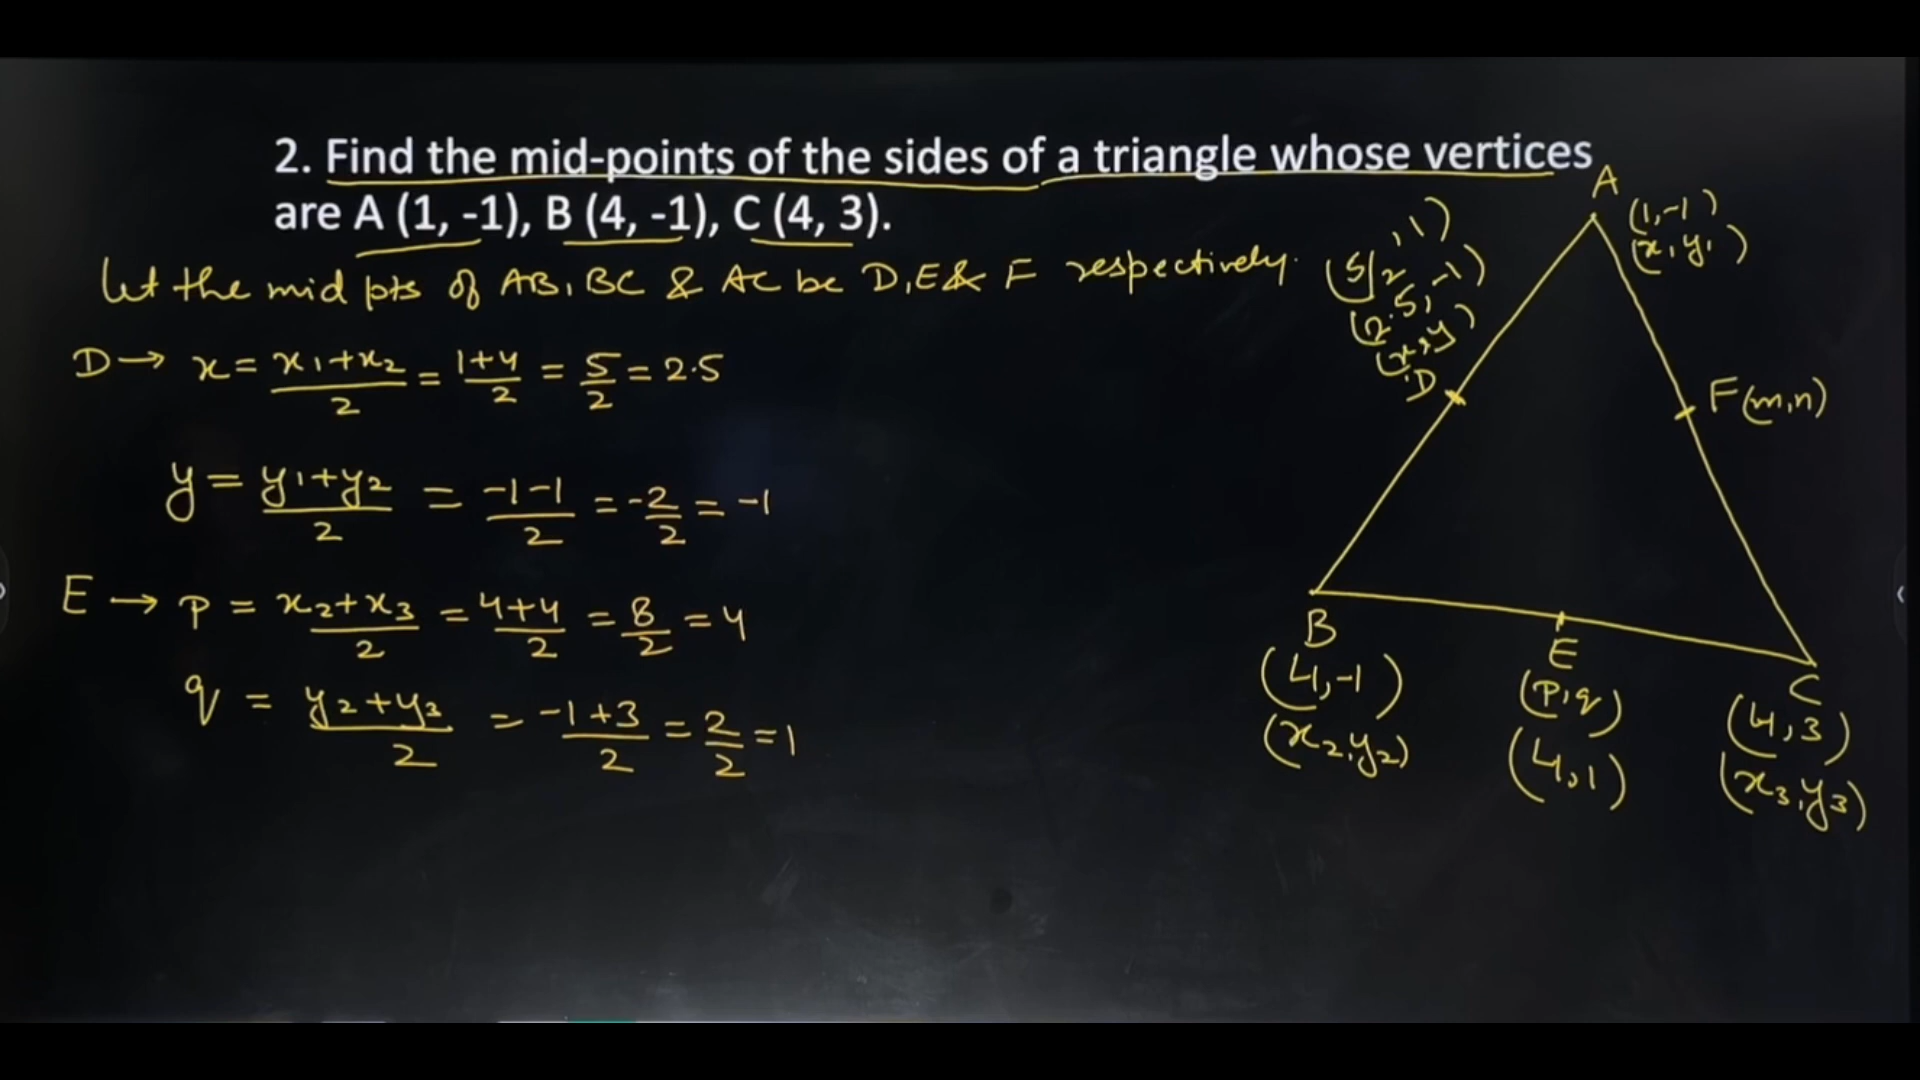 2. Find the mid-points of the sides of a triangle whose vertices
are A (1, -1), B (4, -1), C (4, 3).
Let the mid pts of AB, BC & AC be D, E & F respectively.
D → x = x1+x2/2 = 1+4/2 = 5/2 = 2.5
y = y1+y2/2 = -1-1/2 = -2/2 = -1
E → p = x2+x3/2 = 4+4/2 = 8/2 = 4
q = y2+y3/2 = -1+3/2 = 2/2 = 1
A
(1,-1)
(x1y1)
(5/2, 1)
(2.5, -1)
(x,y)
D
F(m,n)
B
(4,-1)
(x2,y2)
E
(p,q)
(4,1)
C
(4,3)
(x3,y3)